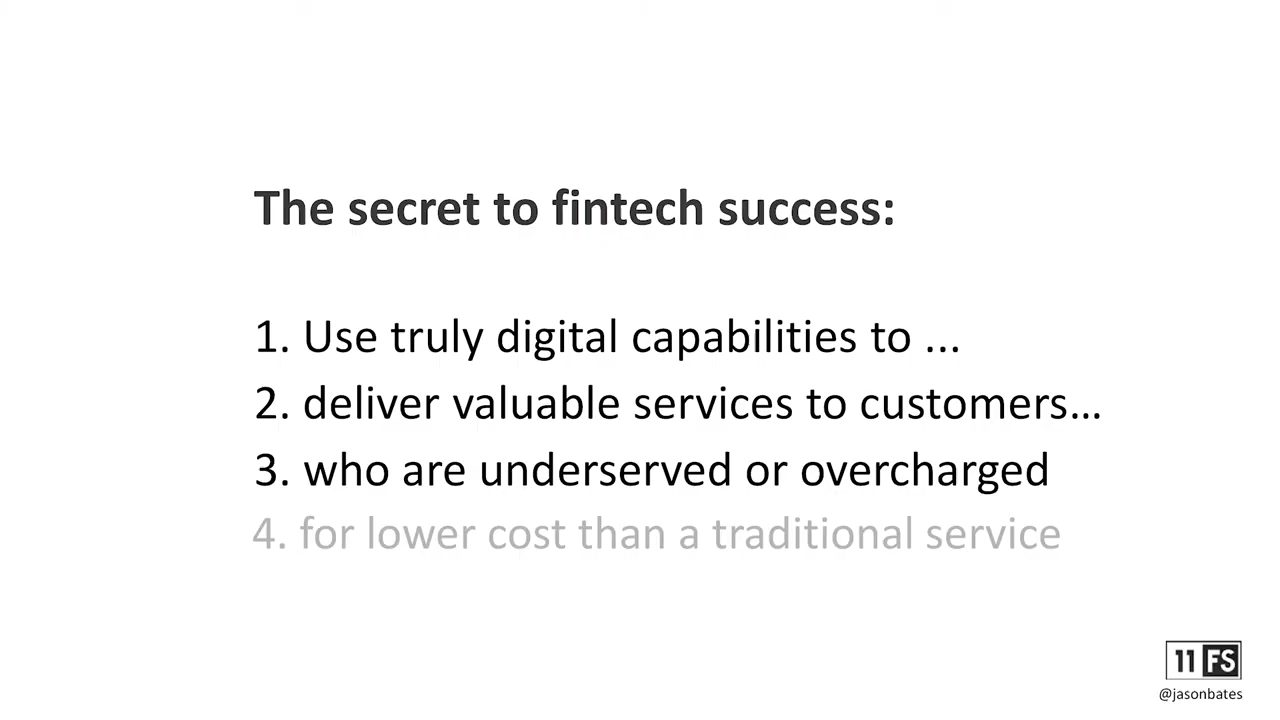 The secret to fintech success:
1. Use truly digital capabilities to ...
2. deliver valuable services to customers...
3. who are underserved or overcharged
4. for lower cost than a traditional service
11 FS
@jasonbates